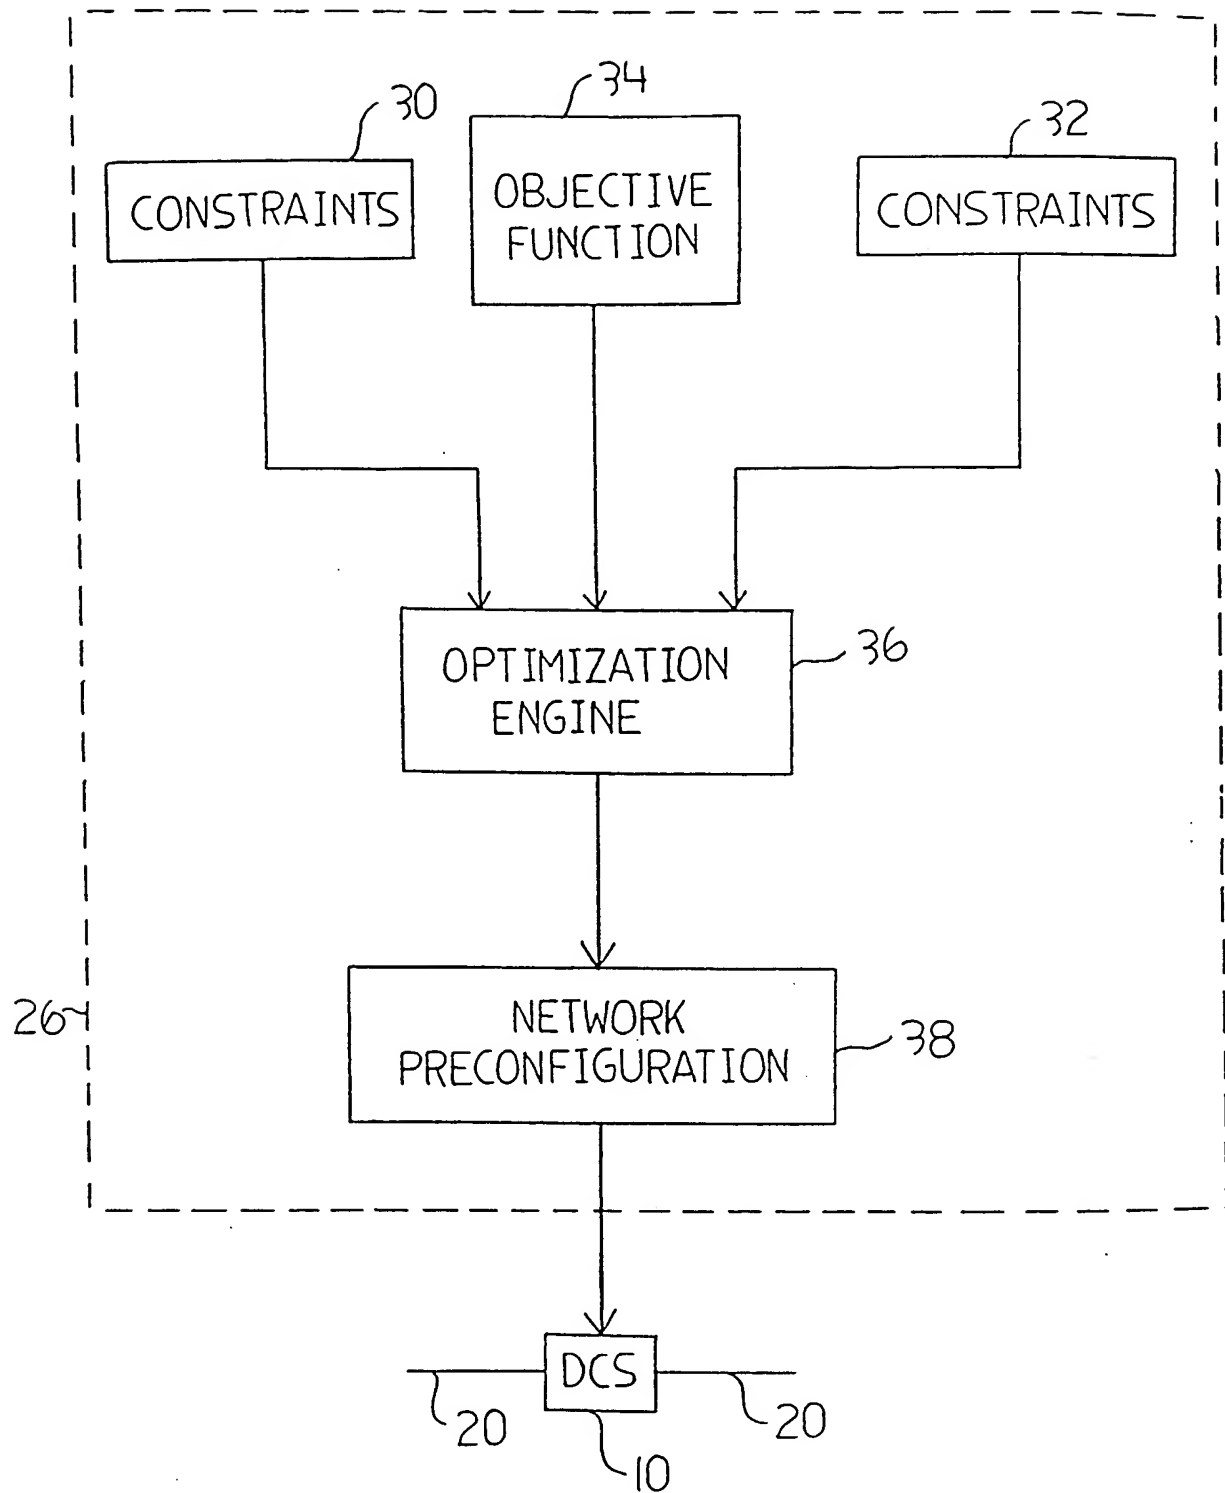 34
30
32
CONSTRAINTS
OBJECTIVE
FUNCTION
CONSTRAINTS
OPTIMIZATION
ENGINE
36
NETWORK
PRECONFIGURATION
26
38
DCS
20
20
10